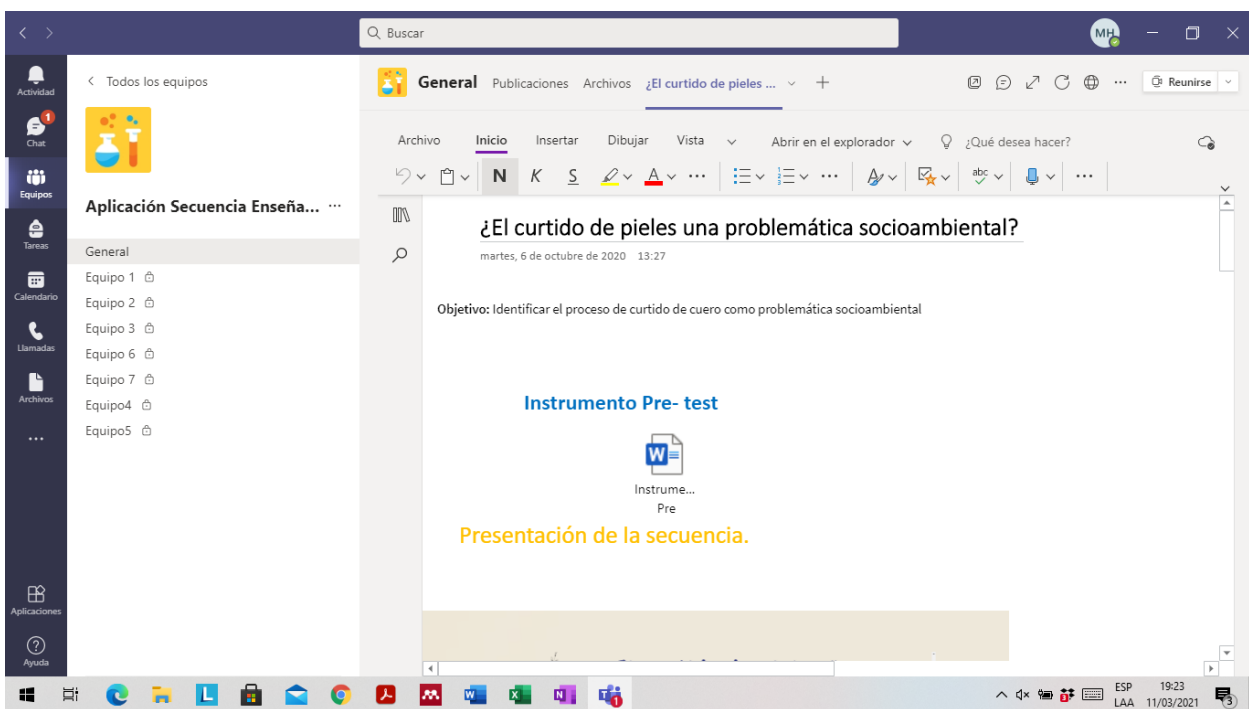 Buscar
MH
Actividad
1
Chat
Equipos
Tareas
Calendario
Llamadas
Archivos
Aplicaciones
Ayuda
Todos los equipos
Aplicación Secuencia Enseña... ...
General
Equipo 1
Equipo 2
Equipo 3
Equipo 6
Equipo 7
Equipo4
Equipo5
General Publicaciones Archivos ¿El curtido de pieles ... Reunirse
Archivo Inicio Insertar Dibujar Vista Abrir en el explorador ¿Qué desea hacer?
N K S A abc
¿El curtido de pieles una problemática socioambiental?
martes, 6 de octubre de 2020 13:27
Objetivo: Identificar el proceso de curtido de cuero como problemática socioambiental
Instrumento Pre- test
W
Instrume...
Pre
Presentación de la secuencia.
ESP 19:23
LAA 11/03/2021
3